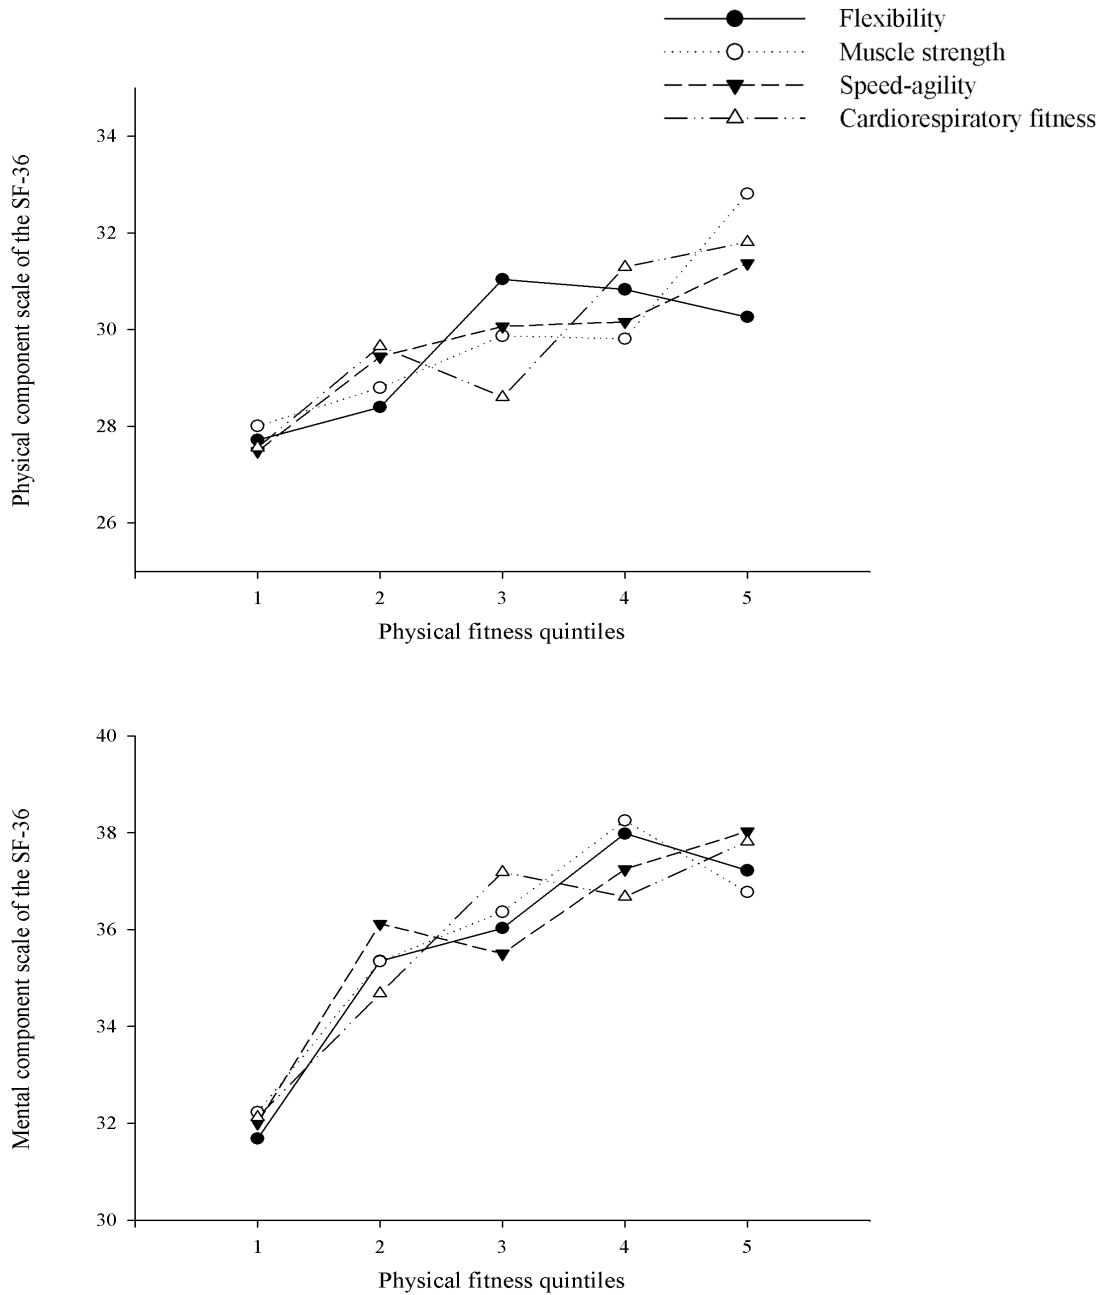 Flexibility
Muscle strength
Speed-agility
Cardiorespiratory fitness
Physical component scale of the SF-36
34
32
30
28
26
1 2 3 4 5
Physical fitness quintiles
Mental component scale of the SF-36
40
38
36
34
32
30
1 2 3 4 5
Physical fitness quintiles